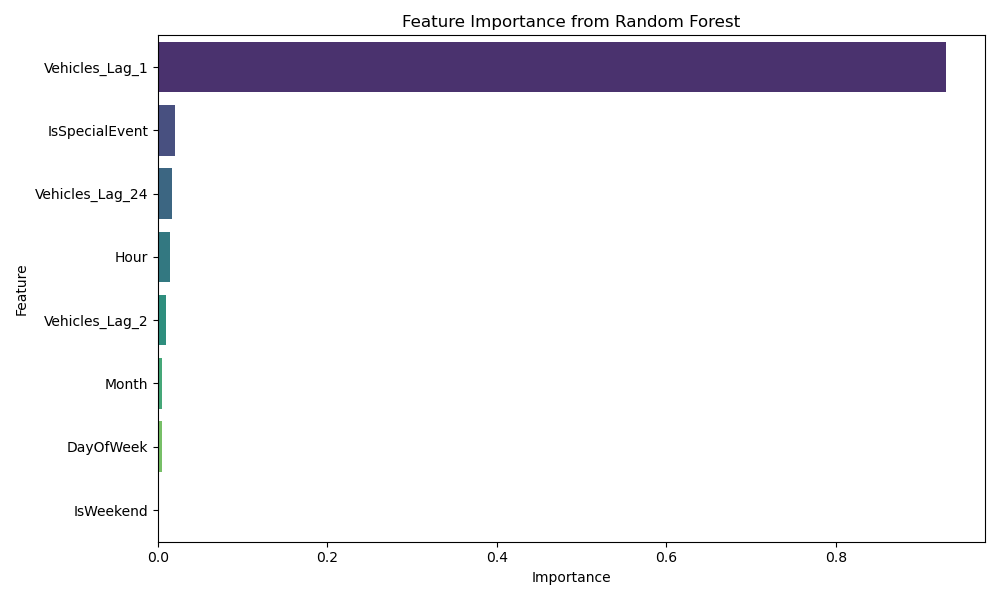 Feature Importance from Random Forest
Feature
Vehicles_Lag_1
IsSpecialEvent
Vehicles_Lag_24
Hour
Vehicles_Lag_2
Month
DayOfWeek
IsWeekend
0.0 0.2 0.4 0.6 0.8
Importance